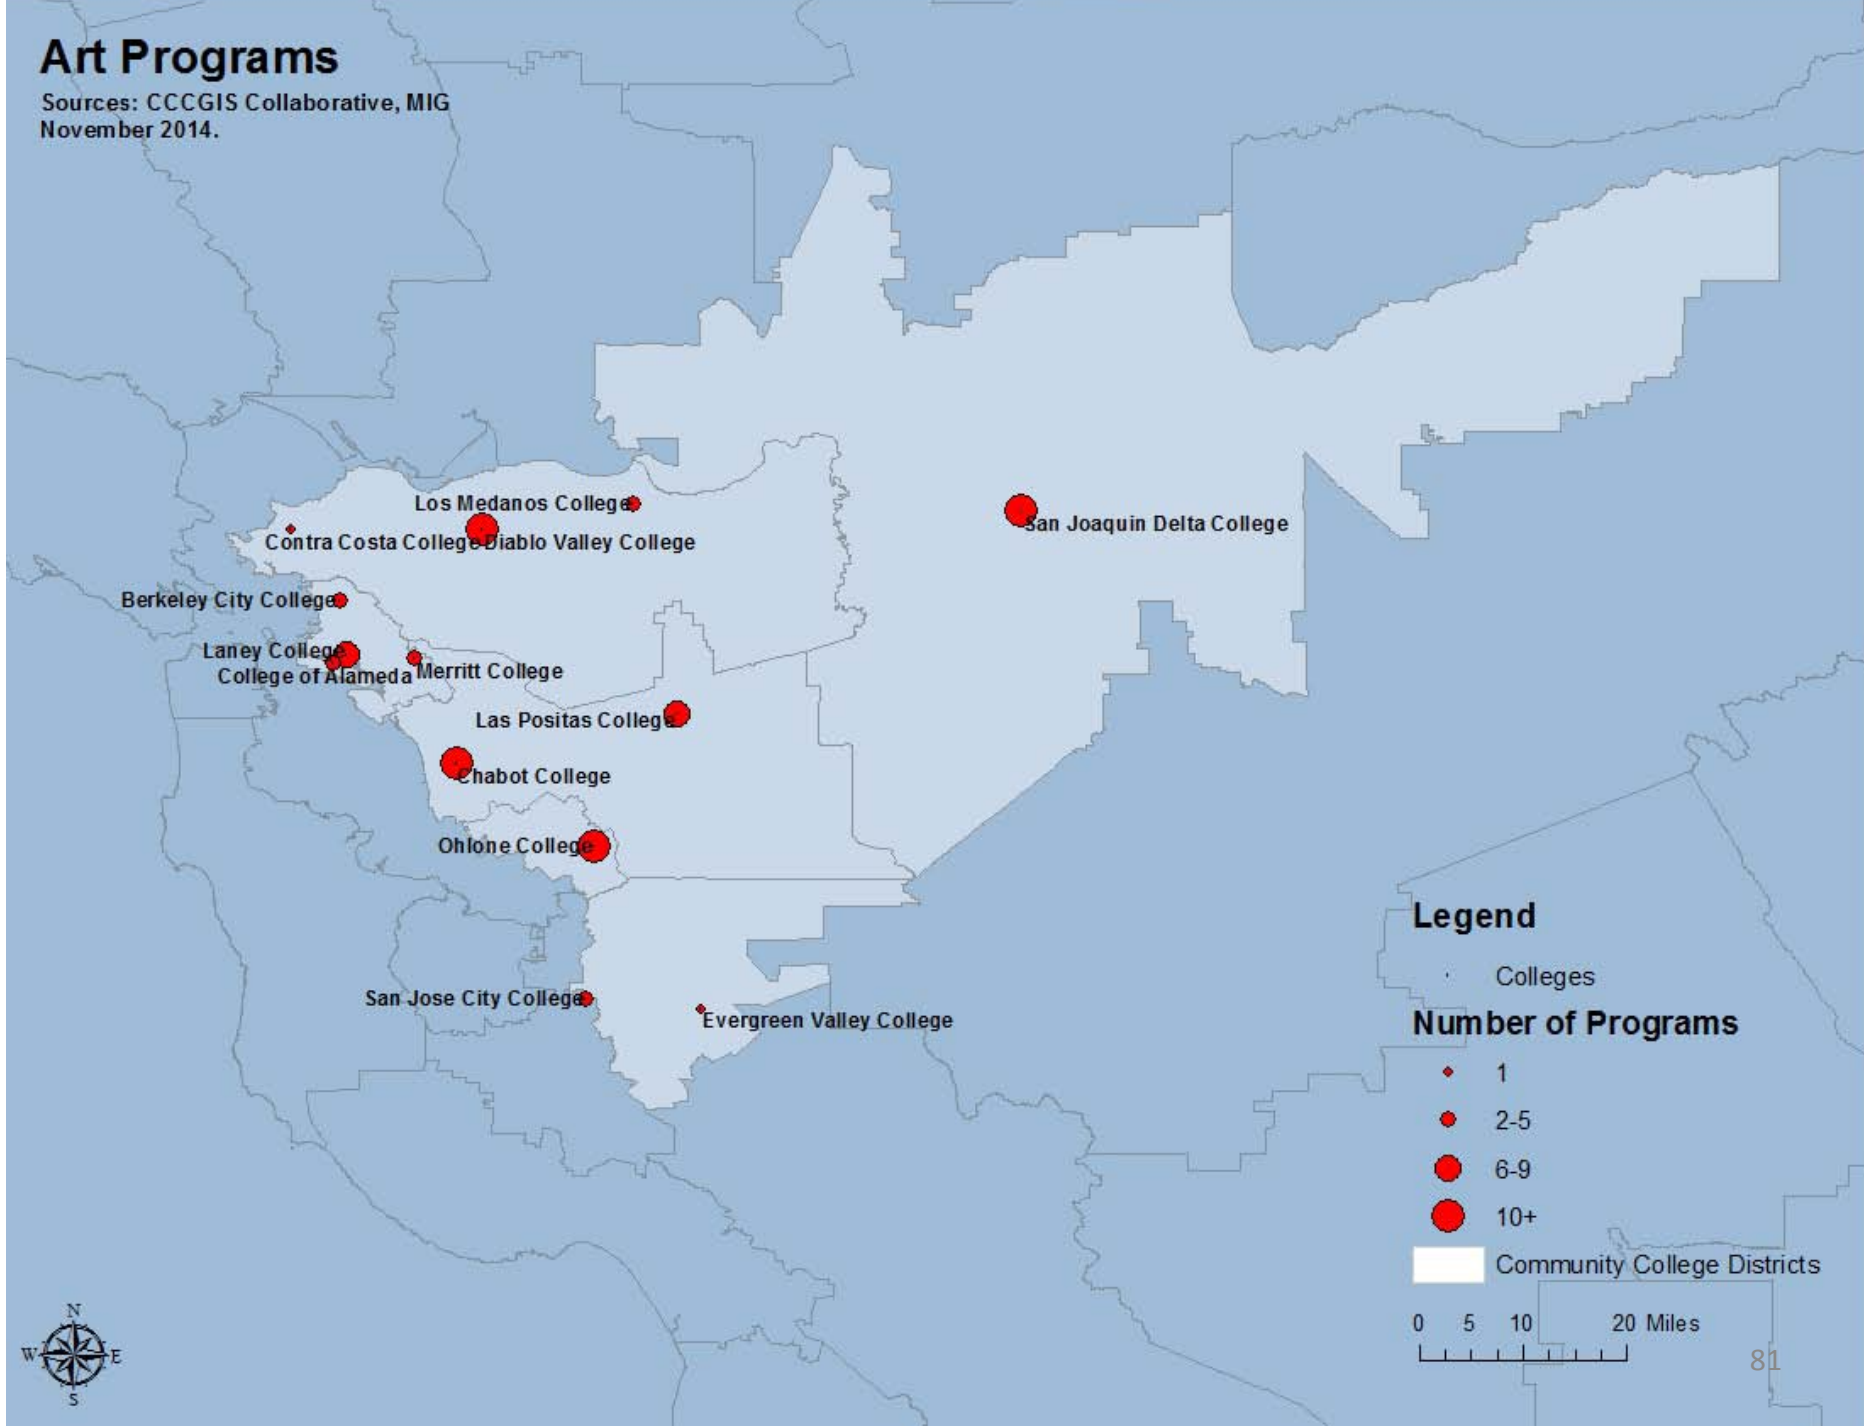 Art Programs
Sources: CCCGIS Collaborative, MIG
November 2014.
Los Medanos College
San Joaquin Delta College
Contra Costa College Diablo Valley College
Berkeley City College
Laney College
College of Alameda
Merritt College
Las Positas College
Chabot College
Ohlone College
San Jose City College
Evergreen Valley College
Legend
Colleges
Number of Programs
1
2-5
6-9
10+
Community College Districts
0 5 10 20 Miles
81
N
W E
S